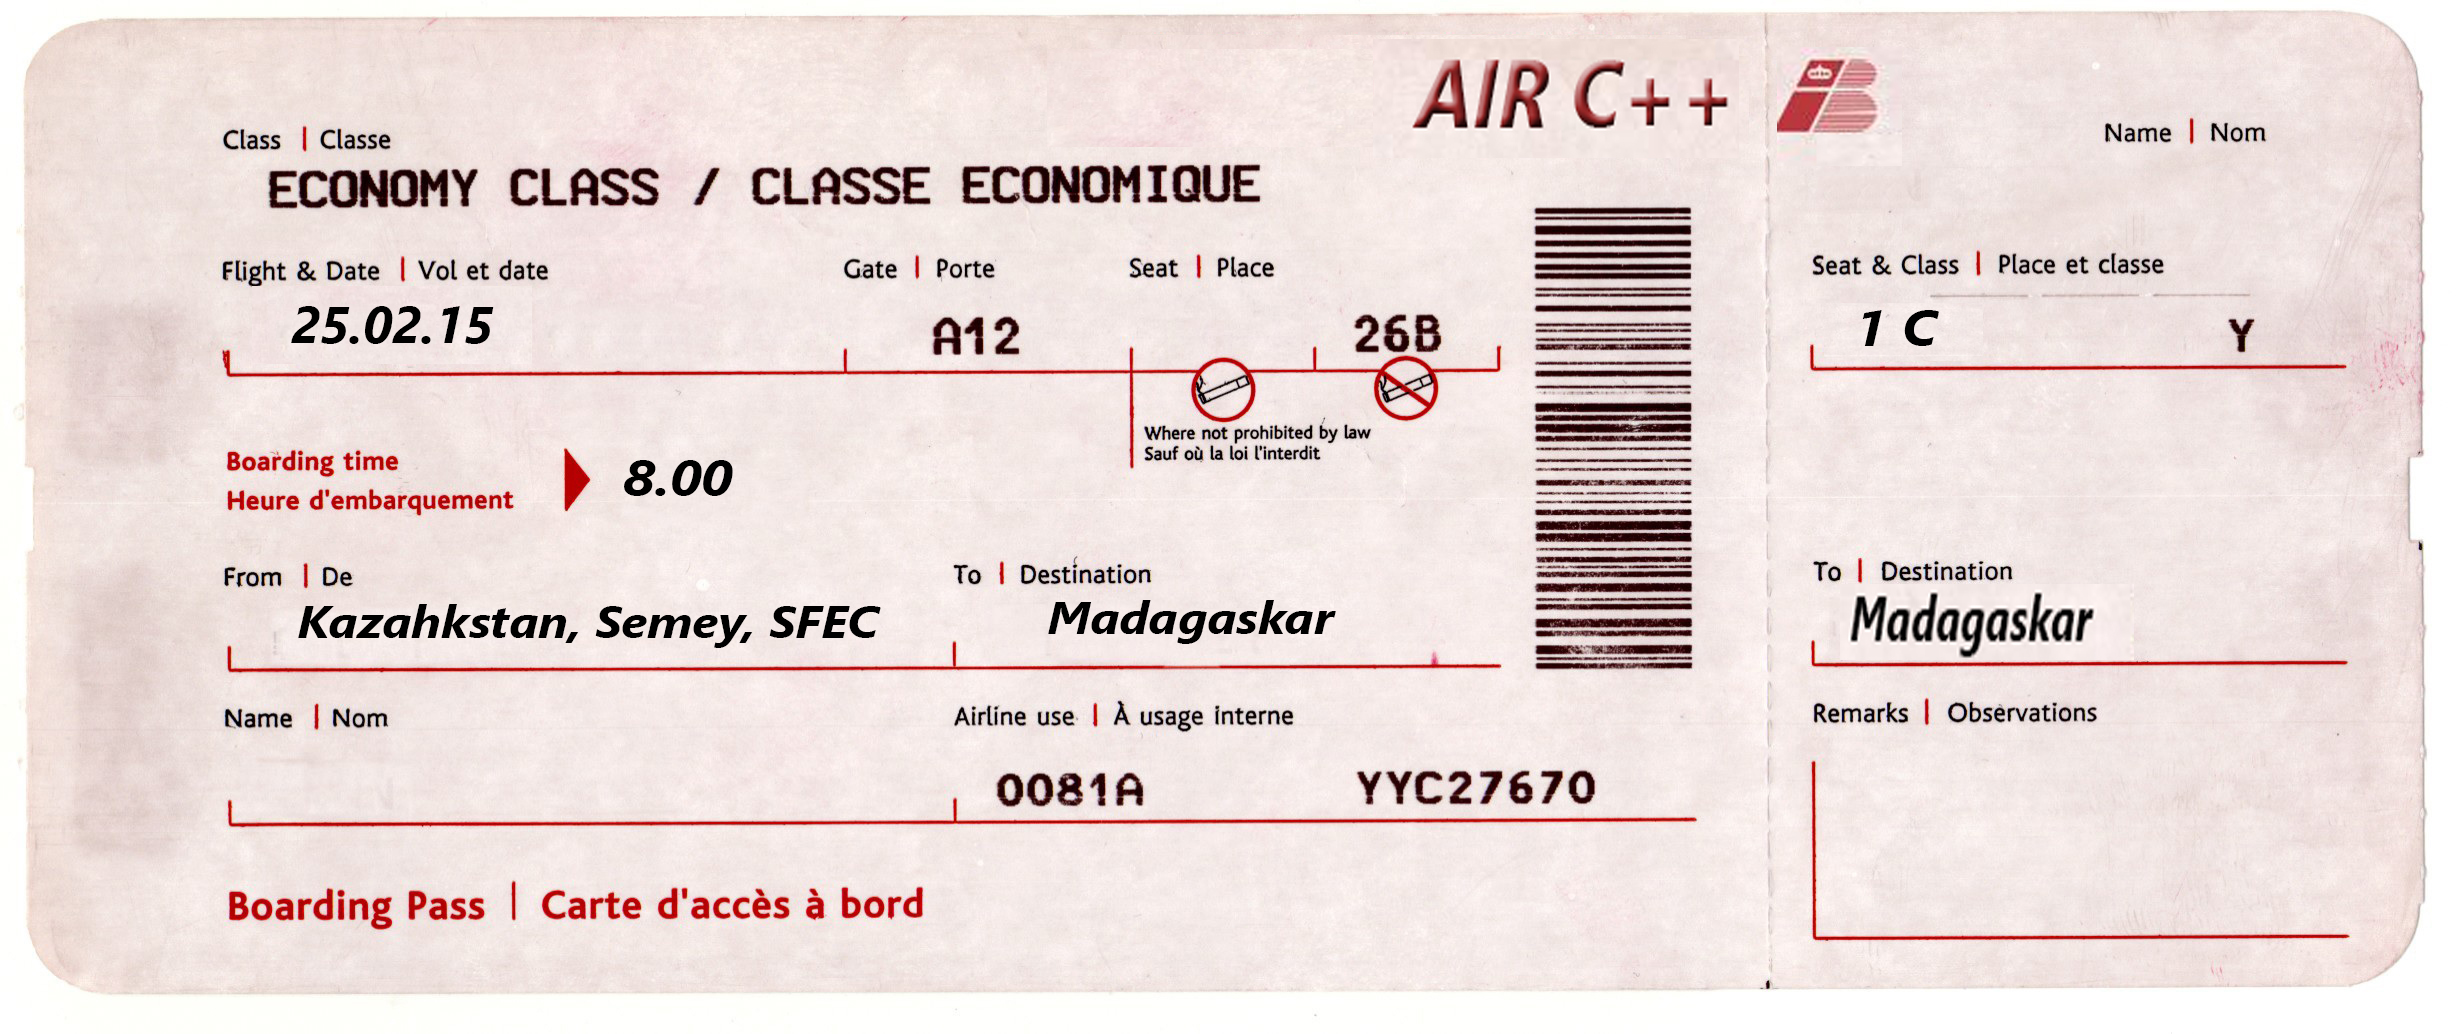 AIR C++
Class | Classe
ECONOMY CLASS / CLASSE ECONOMIQUE
Flight & Date | Vol et date
Gate | Porte
Seat | Place
25.02.15
A12
26B
Where not prohibited by law
Sauf où la loi l'interdit
Boarding time
Heure d'embarquement
8.00
From | De
To | Destination
Kazahkstan, Semey, SFEC
Madagaskar
Name | Nom
Airline use | À usage interne
0081A
YYC27670
Boarding Pass | Carte d'accès à bord
Name | Nom
Seat & Class | Place et classe
1 C
Y
To | Destination
Madagaskar
Remarks | Observations